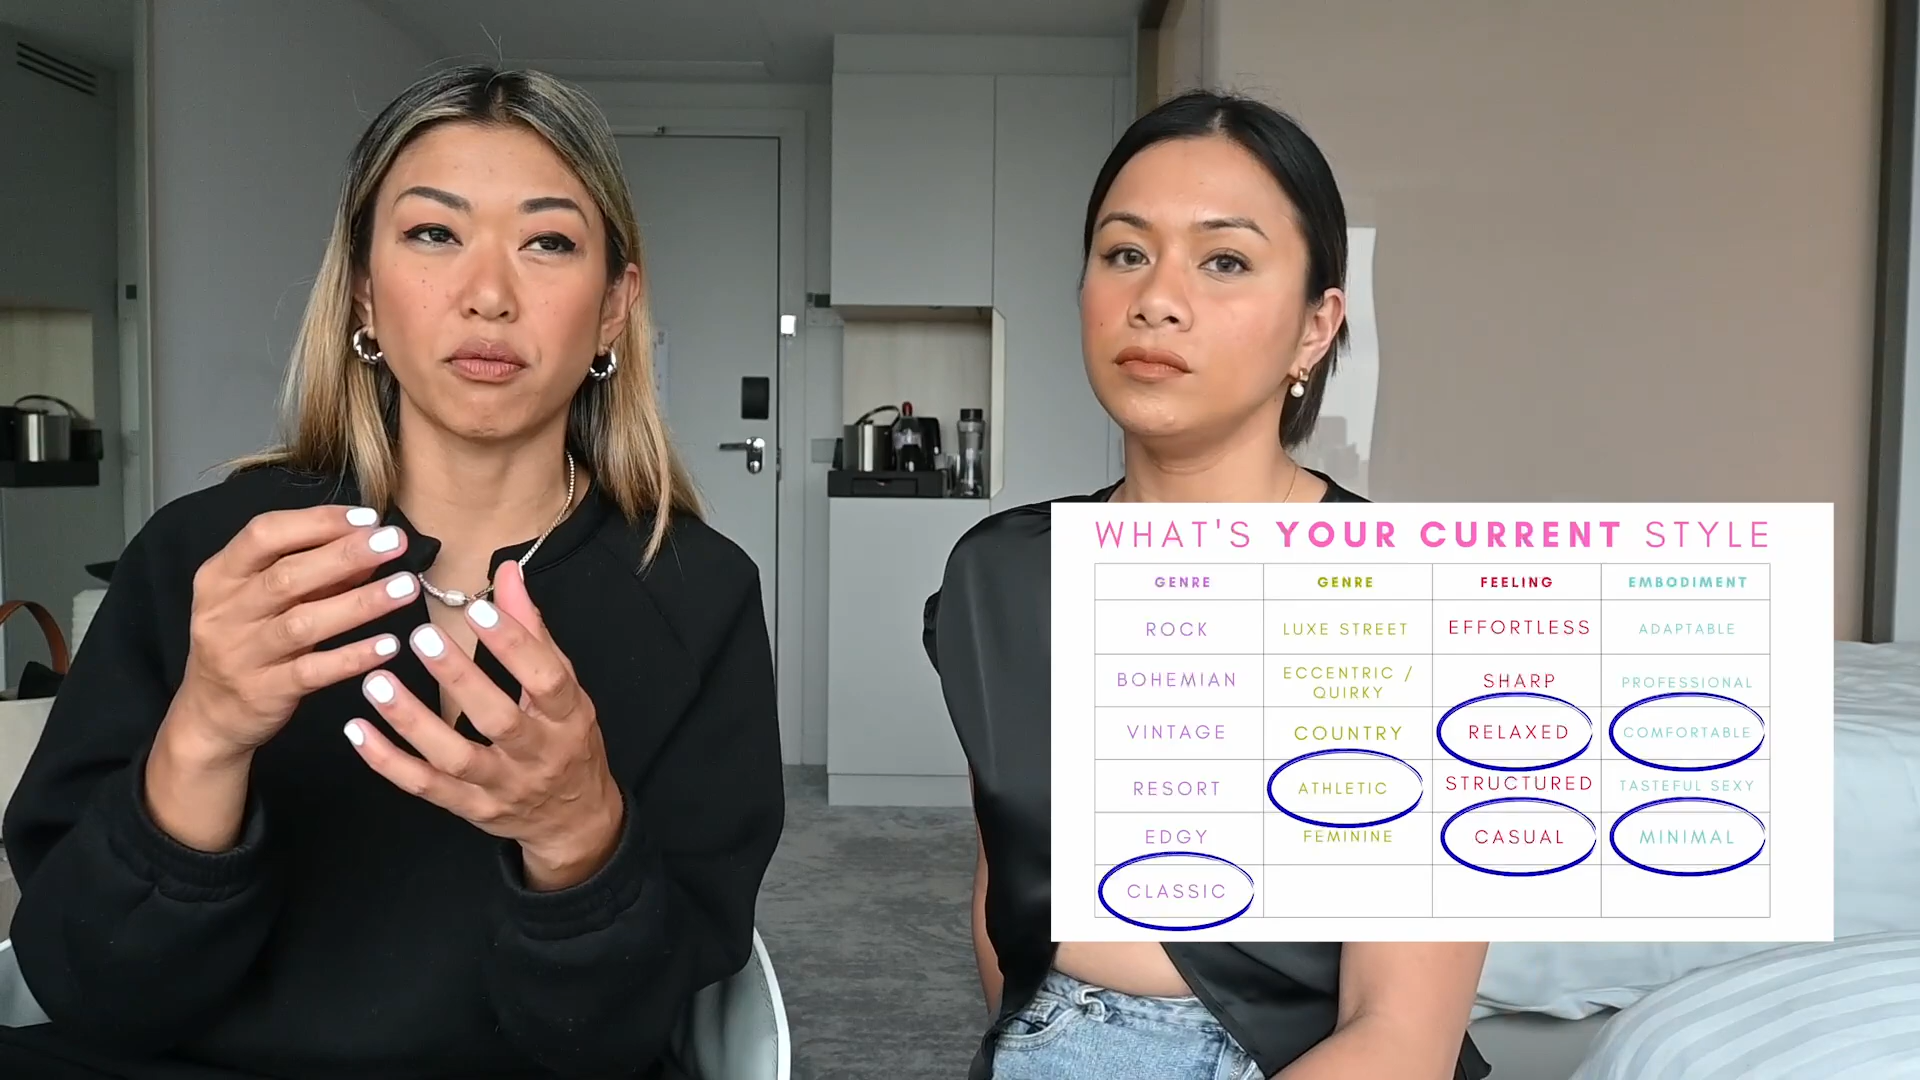 WHAT'S YOUR CURRENT STYLE
GENRE GENRE FEELING EMBODIMENT
ROCK LUXE STREET EFFORTLESS ADAPTABLE
BOHEMIAN ECCENTRIC / QUIRKY SHARP PROFESSIONAL
VINTAGE COUNTRY RELAXED COMFORTABLE
RESORT ATHLETIC STRUCTURED TASTEFUL SEXY
EDGY FEMININE CASUAL MINIMAL
CLASSIC